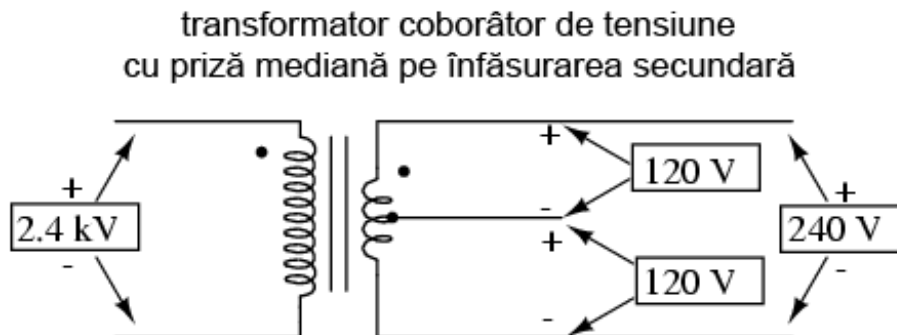 transformator coborâtor de tensiune
cu priză mediană pe înfăsurarea secundară
+
120 V
-
+
2.4 kV
-
+
240 V
-
+
120 V
-